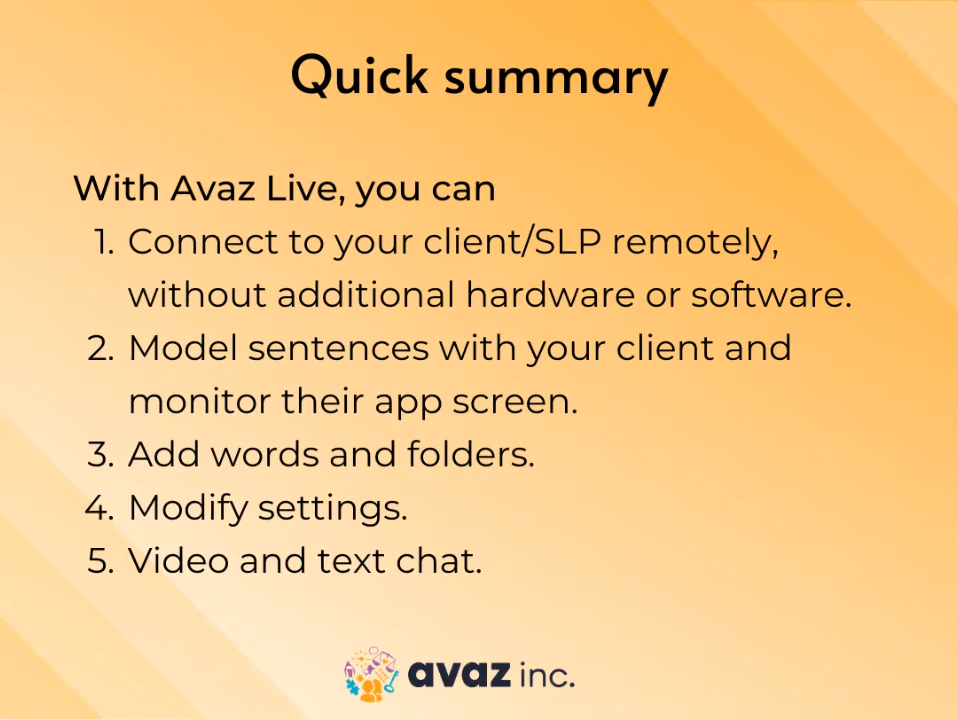 Quick summary
With Avaz Live, you can
1. Connect to your client/SLP remotely,
without additional hardware or software.
2. Model sentences with your client and
monitor their app screen.
3. Add words and folders.
4. Modify settings.
5. Video and text chat.
avaz inc.